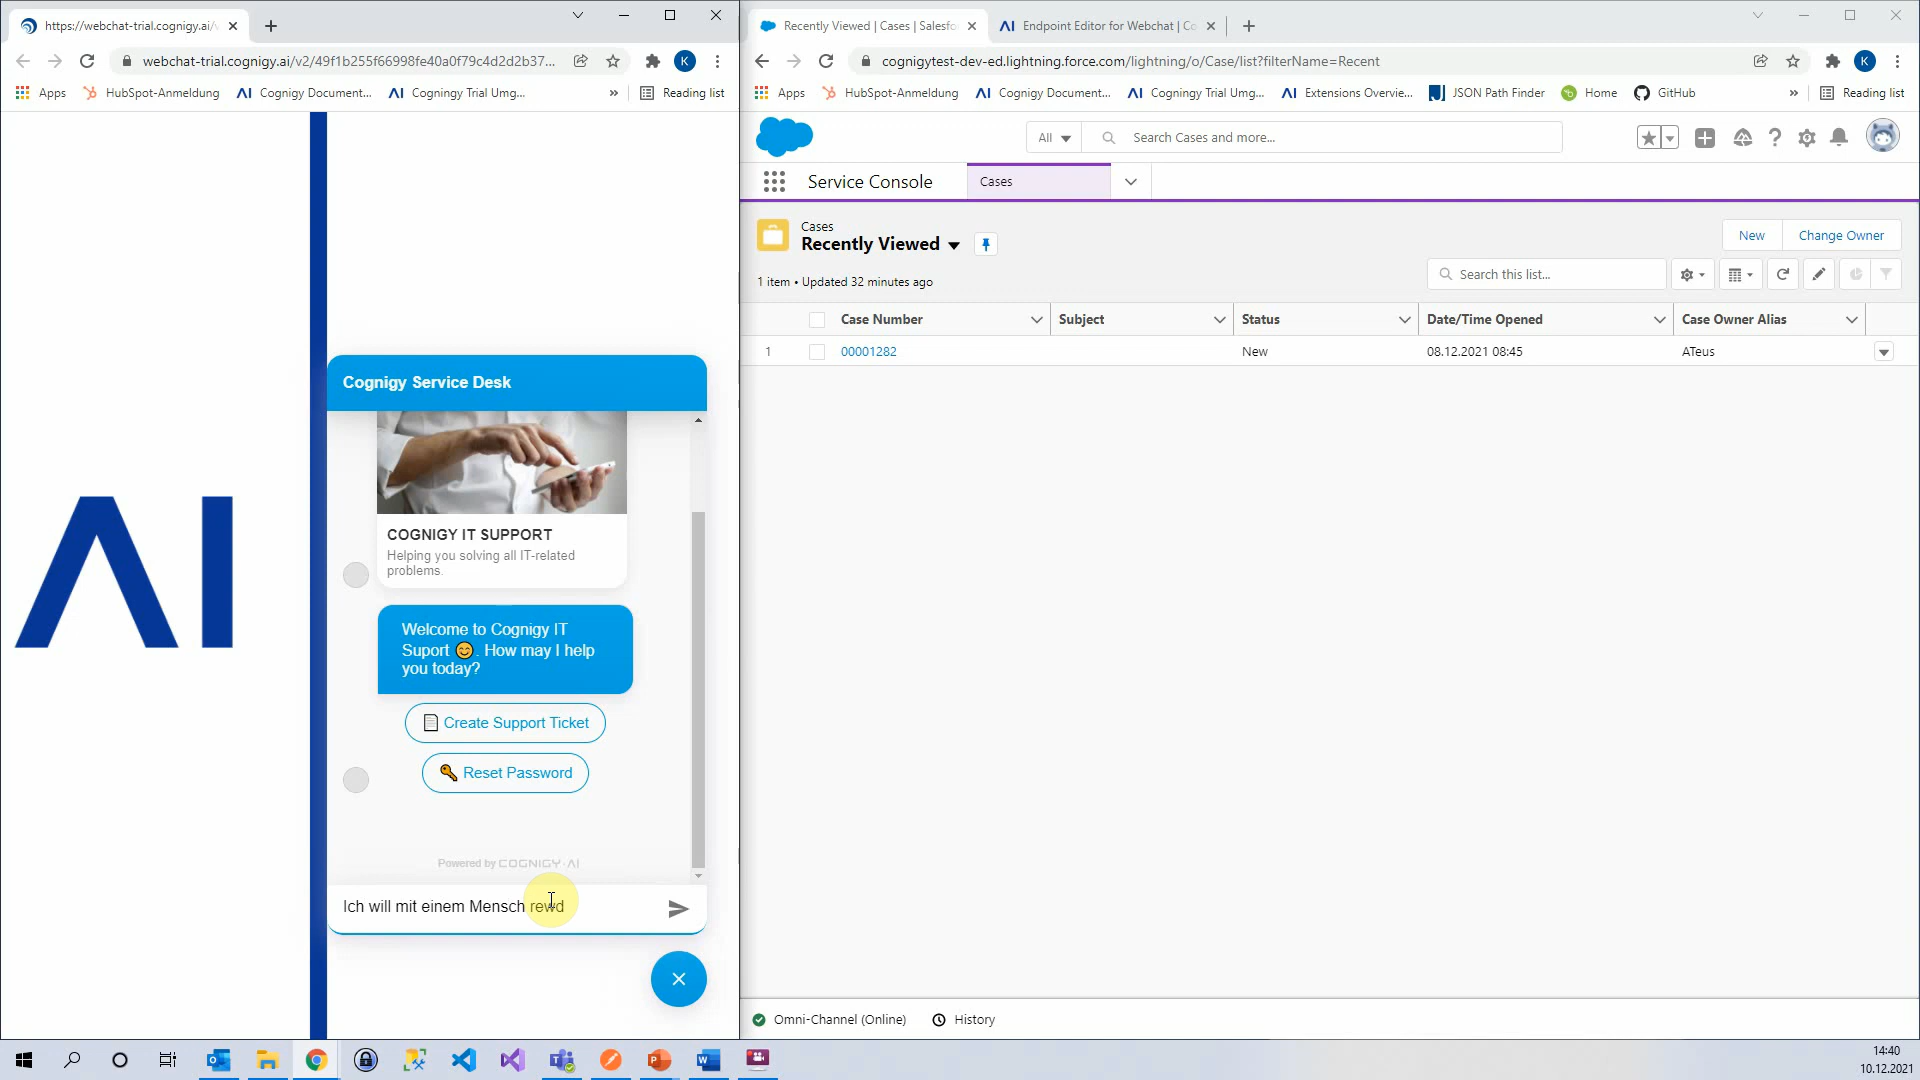 https://webchat-trial.cognigy.ai/v
webchat-trial.cognigy.ai/v2/49f1b255f66998fe40a0f79c4d2d2b37...
K
Apps
HubSpot-Anmeldung
Cognigy Document...
Cogningy Trial Umg...
»
Reading list
AI
Cognigy Service Desk
COGNIGY IT SUPPORT
Helping you solving all IT-related
problems.
Welcome to Cognigy IT
Suport 😊. How may I help
you today?
Create Support Ticket
Reset Password
Powered by COGNIGY.AI
Ich will mit einem Mensch rewd
Recently Viewed | Cases | Salesfo
Endpoint Editor for Webchat | Co
cognigytest-dev-ed.lightning.force.com/lightning/o/Case/list?filterName=Recent
K
Apps
HubSpot-Anmeldung
Cognigy Document...
Cogningy Trial Umg...
Extensions Overvie...
JSON Path Finder
Home
GitHub
»
Reading list
All
Search Cases and more...
Service Console
Cases
Cases
Recently Viewed
New
Change Owner
1 item • Updated 32 minutes ago
Search this list...
Case Number
Subject
Status
Date/Time Opened
Case Owner Alias
1
00001282
New
08.12.2021 08:45
ATeus
Omni-Channel (Online)
History
14:40
10.12.2021